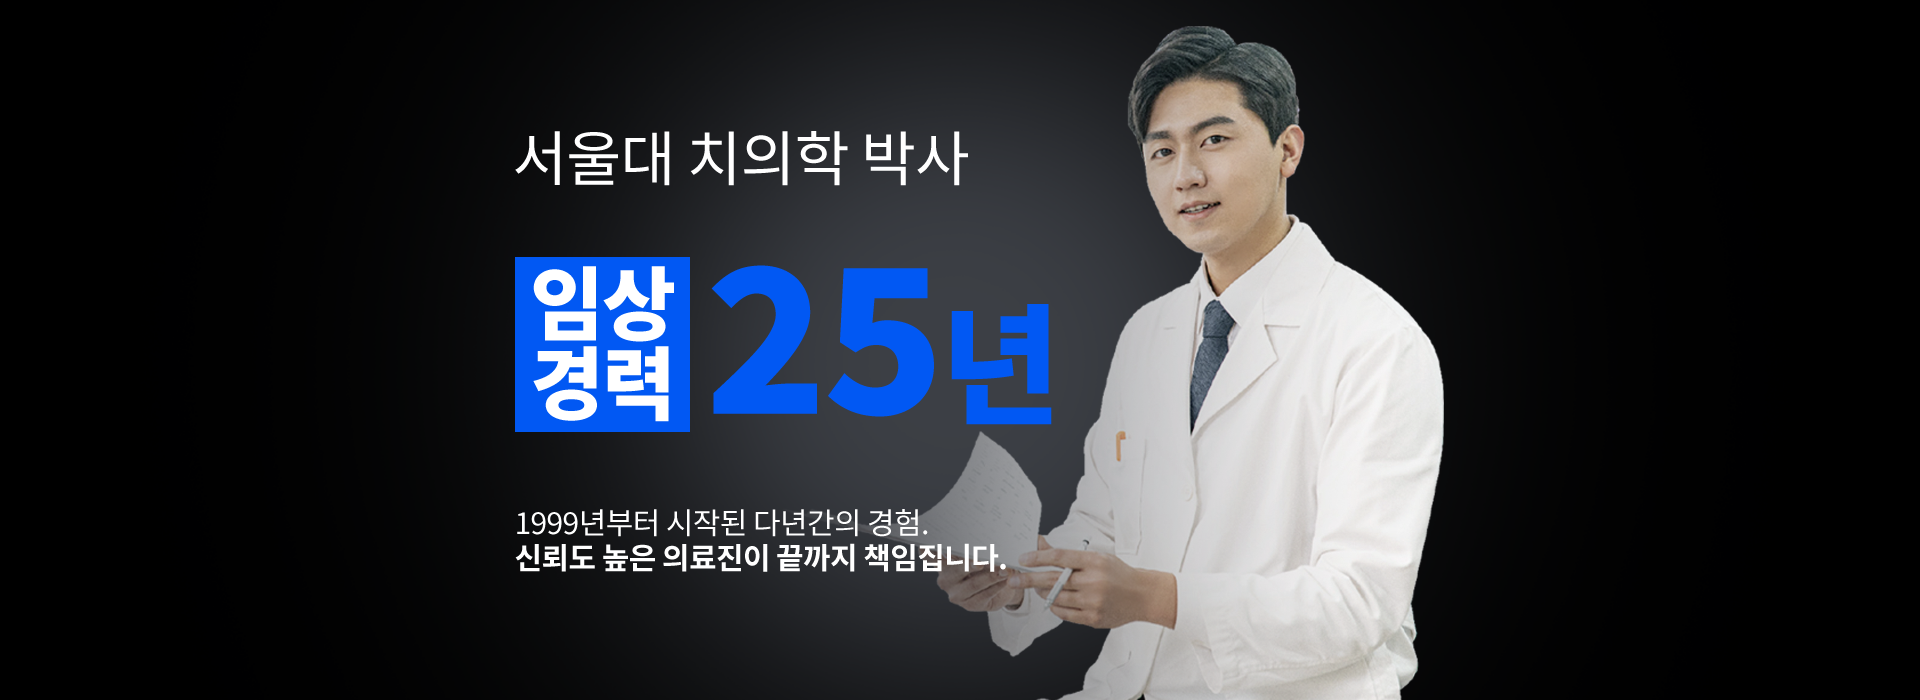 서울대 치의학 박사
임상
경력
25년
1999년부터 시작된 다년간의 경험.
신뢰도 높은 의료진이 끝까지 책임집니다.